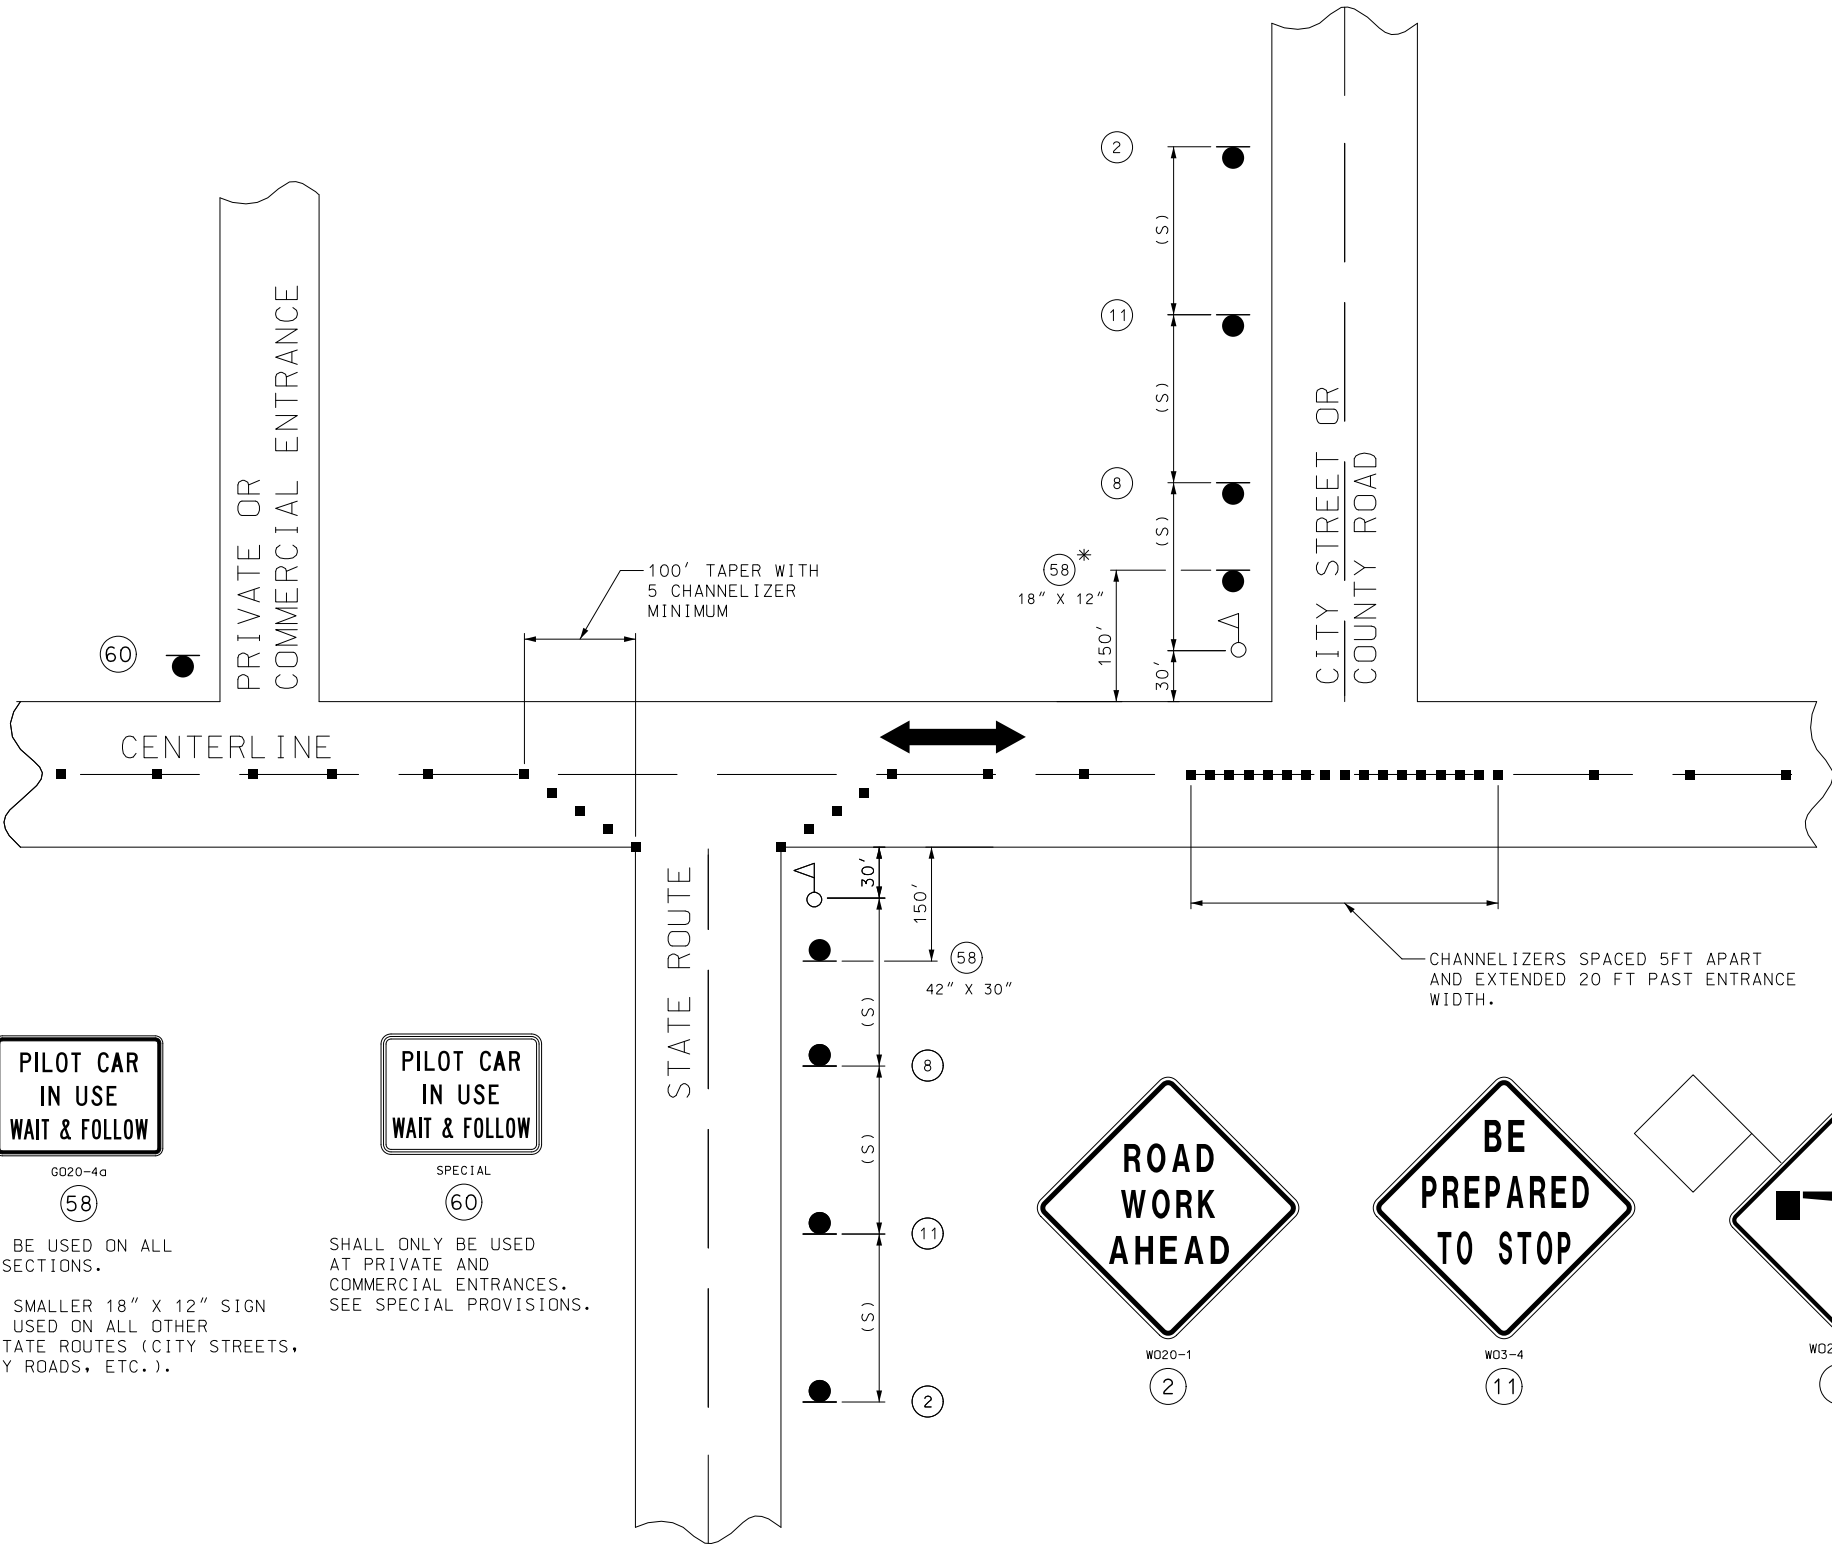 2
(S)
11
(S)
8
(S)
58 *
18" X 12"
150'
30'
CITY STREET OR
COUNTY ROAD
PRIVATE OR
COMMERCIAL ENTRANCE
100' TAPER WITH
5 CHANNELIZER
MINIMUM
60
CENTERLINE
STATE ROUTE
30'
150'
58
42" X 30"
(S)
8
(S)
11
(S)
2
CHANNELIZERS SPACED 5FT APART
AND EXTENDED 20 FT PAST ENTRANCE
WIDTH.
PILOT CAR
IN USE
WAIT & FOLLOW
GO20-4a
58
BE USED ON ALL
SECTIONS.
SMALLER 18" X 12" SIGN
USED ON ALL OTHER
TATE ROUTES (CITY STREETS,
Y ROADS, ETC.).
PILOT CAR
IN USE
WAIT & FOLLOW
SPECIAL
60
SHALL ONLY BE USED
AT PRIVATE AND
COMMERCIAL ENTRANCES.
SEE SPECIAL PROVISIONS.
ROAD
WORK
AHEAD
WO20-1
2
BE
PREPARED
TO STOP
WO3-4
11